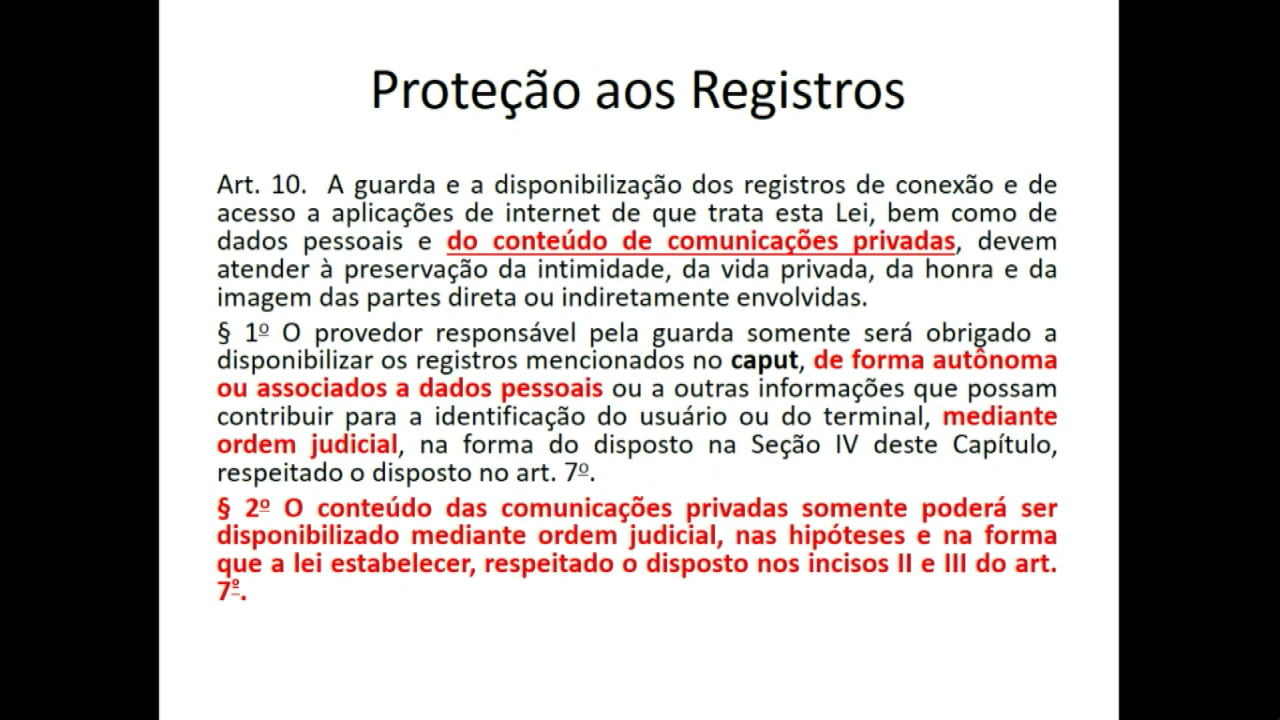 Proteção aos Registros
Art. 10. A guarda e a disponibilização dos registros de conexão e de
acesso a aplicações de internet de que trata esta Lei, bem como de
dados pessoais e do conteúdo de comunicações privadas, devem
atender à preservação da intimidade, da vida privada, da honra e da
imagem das partes direta ou indiretamente envolvidas.
§ 1º O provedor responsável pela guarda somente será obrigado a
disponibilizar os registros mencionados no caput, de forma autônoma
ou associados a dados pessoais ou a outras informações que possam
contribuir para a identificação do usuário ou do terminal, mediante
ordem judicial, na forma do disposto na Seção IV deste Capítulo,
respeitado o disposto no art. 7º.
§ 2º O conteúdo das comunicações privadas somente poderá ser
disponibilizado mediante ordem judicial, nas hipóteses e na forma
que a lei estabelecer, respeitado o disposto nos incisos II e III do art.
7º.